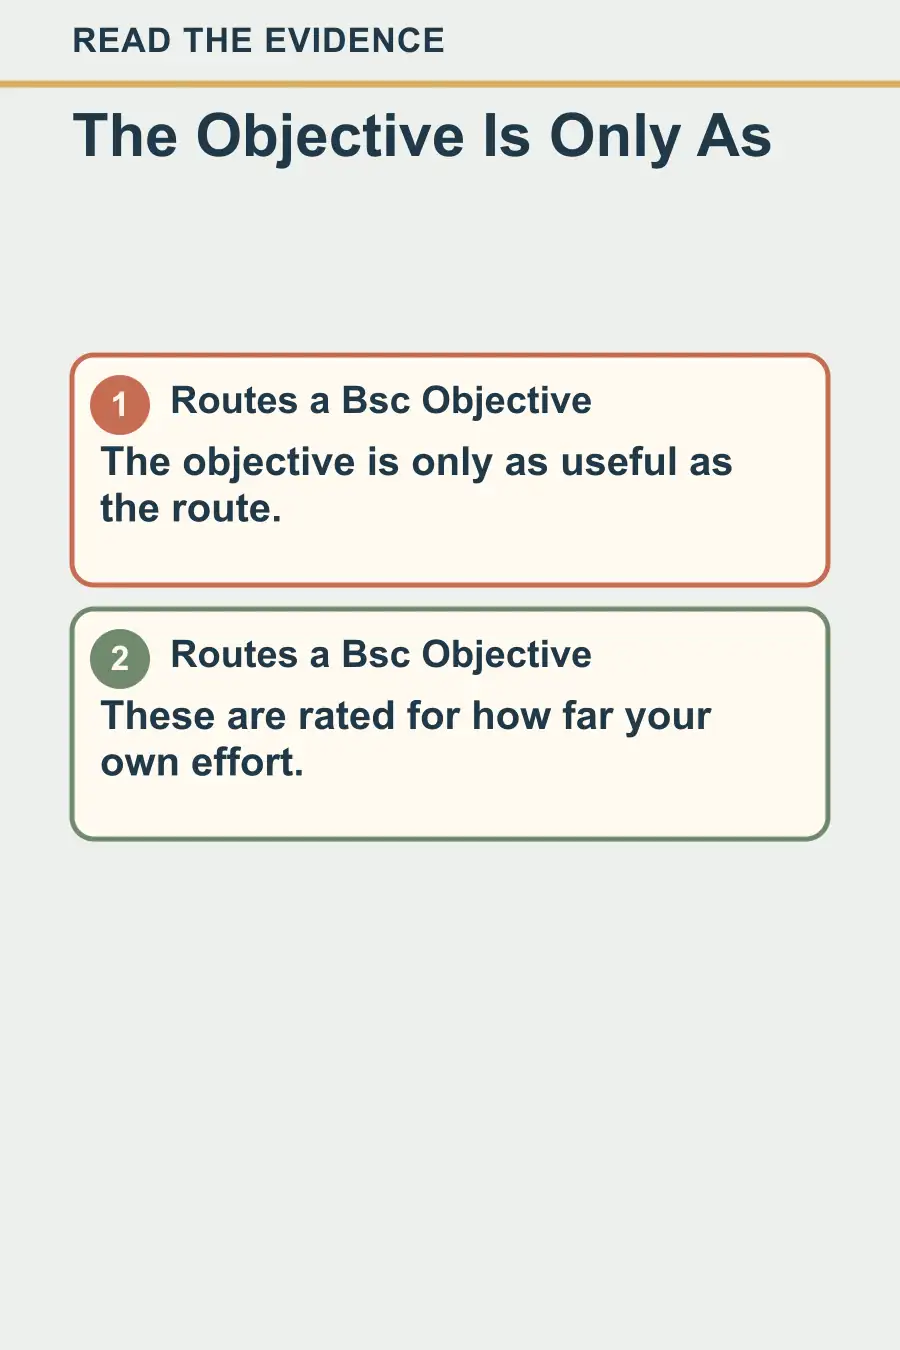 READ THE EVIDENCE
The Objective Is Only As
1 Routes a Bsc Objective
The objective is only as useful as
the route.
2 Routes a Bsc Objective
These are rated for how far your
own effort.